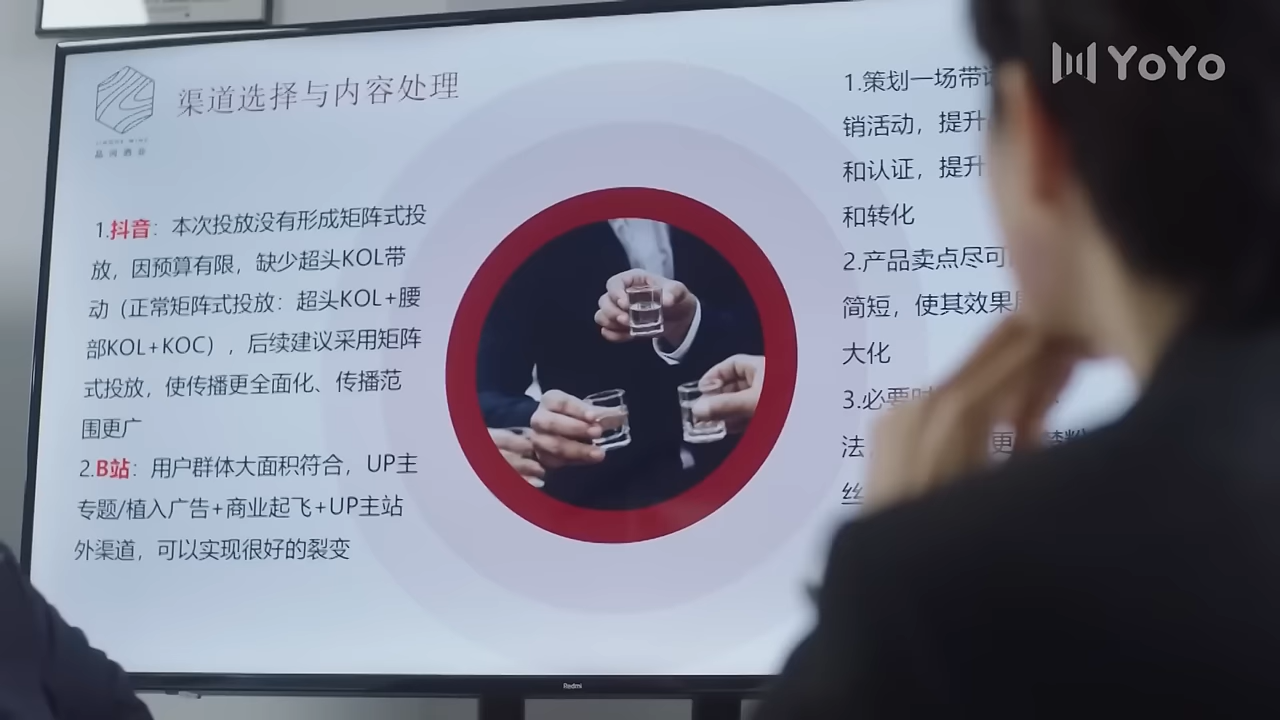 YOYO
渠道选择与内容处理
1.抖音：本次投放没有形成矩阵式投
放，因预算有限，缺少超头KOL带
动（正常矩阵式投放：超头KOL+腰
部KOL+KOC），后续建议采用矩阵
式投放，使传播更全面化、传播范
围更广
2.B站：用户群体大面积符合，UP主
专题/植入广告+商业起飞+UP主站
外渠道，可以实现很好的裂变
1.策划一场带
销活动，提升
和认证，提升
和转化
2.产品卖点尽可
简短，使其效果
大化
3.必要时
法，更
丝
Redmi